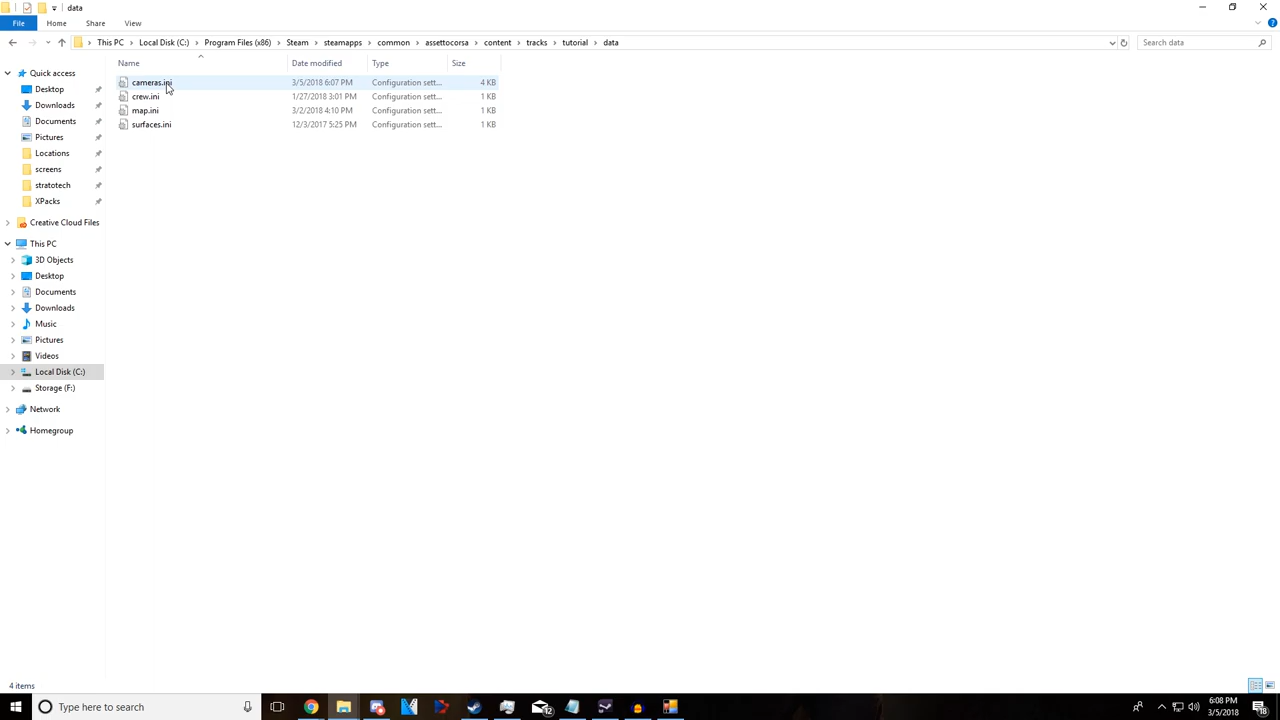 data
File Home Share View
This PC Local Disk (C:) Program Files (x86) Steam steamapps common assettocorsa content tracks tutorial data Search data
Name Date modified Type Size
Quick access
Desktop
Downloads
Documents
Pictures
Locations
screens
stratotech
XPacks
Creative Cloud Files
This PC
3D Objects
Desktop
Documents
Downloads
Music
Pictures
Videos
Local Disk (C:)
Storage (F:)
Network
Homegroup
cameras.ini 3/5/2018 6:07 PM Configuration sett... 4 KB
crew.ini 1/27/2018 3:01 PM Configuration sett... 1 KB
map.ini 3/2/2018 4:10 PM Configuration sett... 1 KB
surfaces.ini 12/3/2017 5:25 PM Configuration sett... 1 KB
4 items
Type here to search
12
6:08 PM
3/5/2018
18